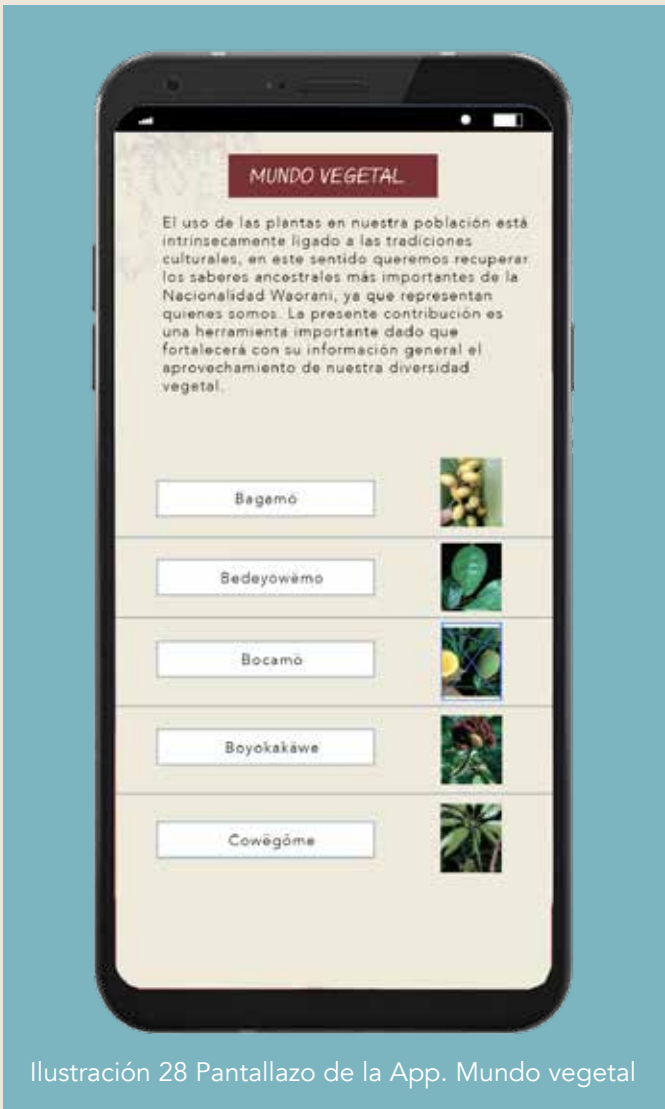 MUNDO VEGETAL
El uso de las plantas en nuestra población está
intrínsecamente ligado a las tradiciones
culturales, en este sentido queremos recuperar
los saberes ancestrales más importantes de la
Nacionalidad Waorani, ya que representan
quienes somos. La presente contribución es
una herramienta importante dado que
fortalecerá con su información general el
aprovechamiento de nuestra diversidad
vegetal.
Bagamö
Bedeyowëmo
Bocamö
Boyokakäwe
Cowëgöme
Ilustración 28 Pantallazo de la App. Mundo vegetal